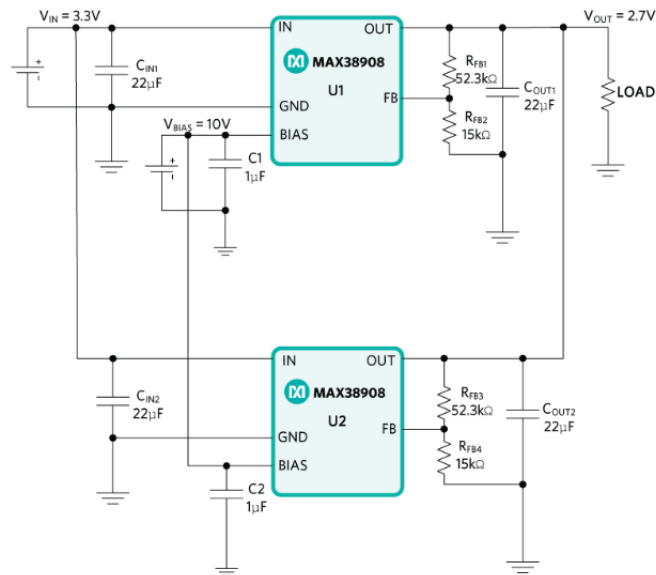 V_IN = 3.3V
V_OUT = 2.7V
IN
OUT
C_IN1
22µF
MAX38908
U1
R_FB1
52.3kΩ
C_OUT1
22µF
LOAD
GND
FB
R_FB2
15kΩ
V_BIAS = 10V
BIAS
C1
1µF
IN
OUT
C_IN2
22µF
MAX38908
U2
R_FB3
52.3kΩ
C_OUT2
22µF
GND
FB
R_FB4
15kΩ
BIAS
C2
1µF